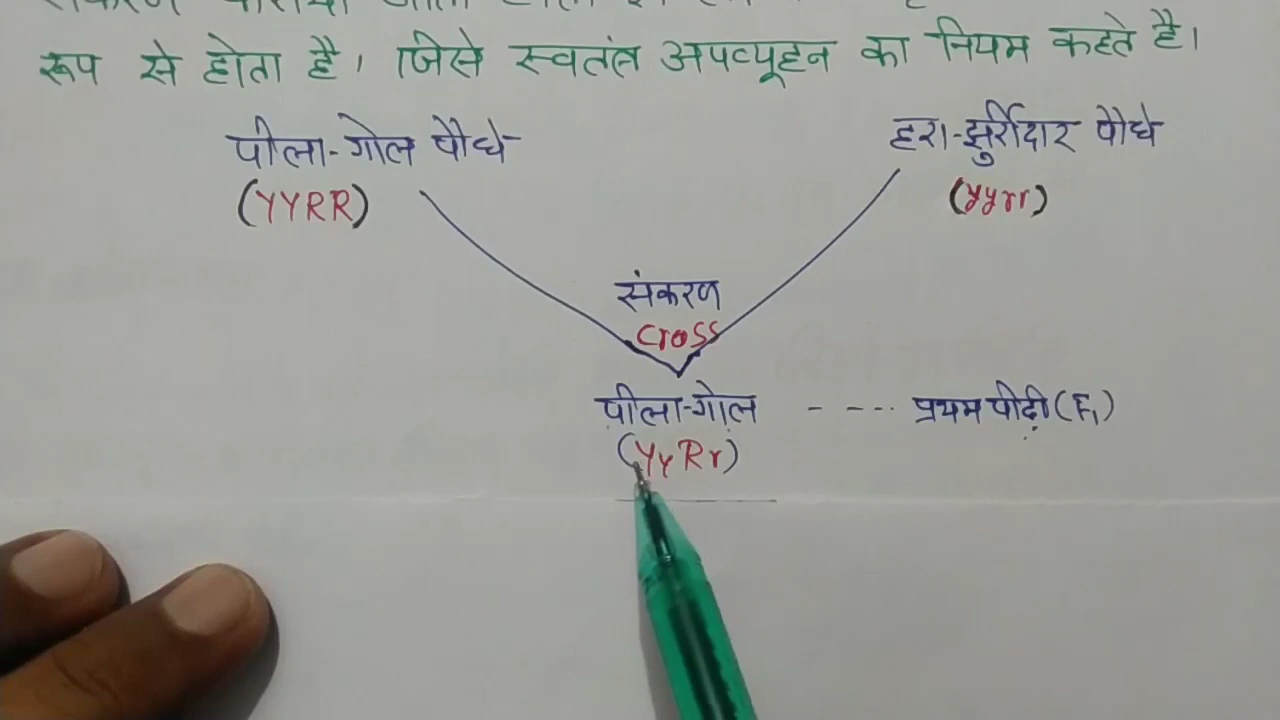 रूप से होता है। जिसे स्वतंत्र अपव्यूहन का नियम कहते है।
पीला-गोल पौधे
हरा-झुर्रीदार पौधे
(YYRR)
(yyrr)
संकरण
Cross
पीला-गोल - --... प्रथम पीढ़ी (F₁)
(YyRr)